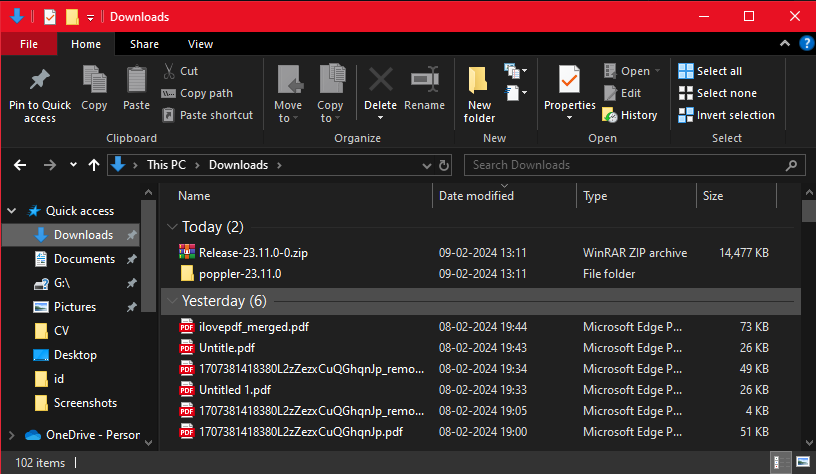 Downloads
File Home Share View
Pin to Quick access Copy Paste Cut Copy path Paste shortcut
Move to Copy to Delete Rename New folder Properties Open Edit History Select all Select none Invert selection
Clipboard Organize New Open Select
This PC Downloads Search Downloads
Quick access
Downloads
Documents
G:\
Pictures
CV
Desktop
id
Screenshots
OneDrive - Person
Name Date modified Type Size
Today (2)
Release-23.11.0-0.zip 09-02-2024 13:11 WinRAR ZIP archive 14,477 KB
poppler-23.11.0 09-02-2024 13:11 File folder
Yesterday (6)
ilovepdf_merged.pdf 08-02-2024 19:44 Microsoft Edge P... 73 KB
Untitle.pdf 08-02-2024 19:43 Microsoft Edge P... 26 KB
1707381418380L2zZezxCuQGhqnJp_remo... 08-02-2024 19:34 Microsoft Edge P... 49 KB
Untitled 1.pdf 08-02-2024 19:33 Microsoft Edge P... 26 KB
1707381418380L2zZezxCuQGhqnJp_remo... 08-02-2024 19:05 Microsoft Edge P... 4 KB
1707381418380L2zZezxCuQGhqnJp.pdf 08-02-2024 19:00 Microsoft Edge P... 51 KB
102 items